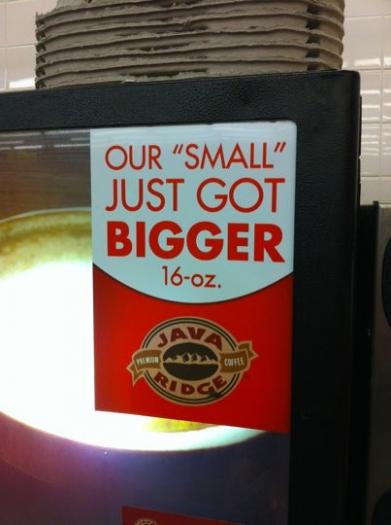 OUR "SMALL"
JUST GOT
BIGGER
16-oz.
JAVA
PREMIUM COFFEE
RIDGE